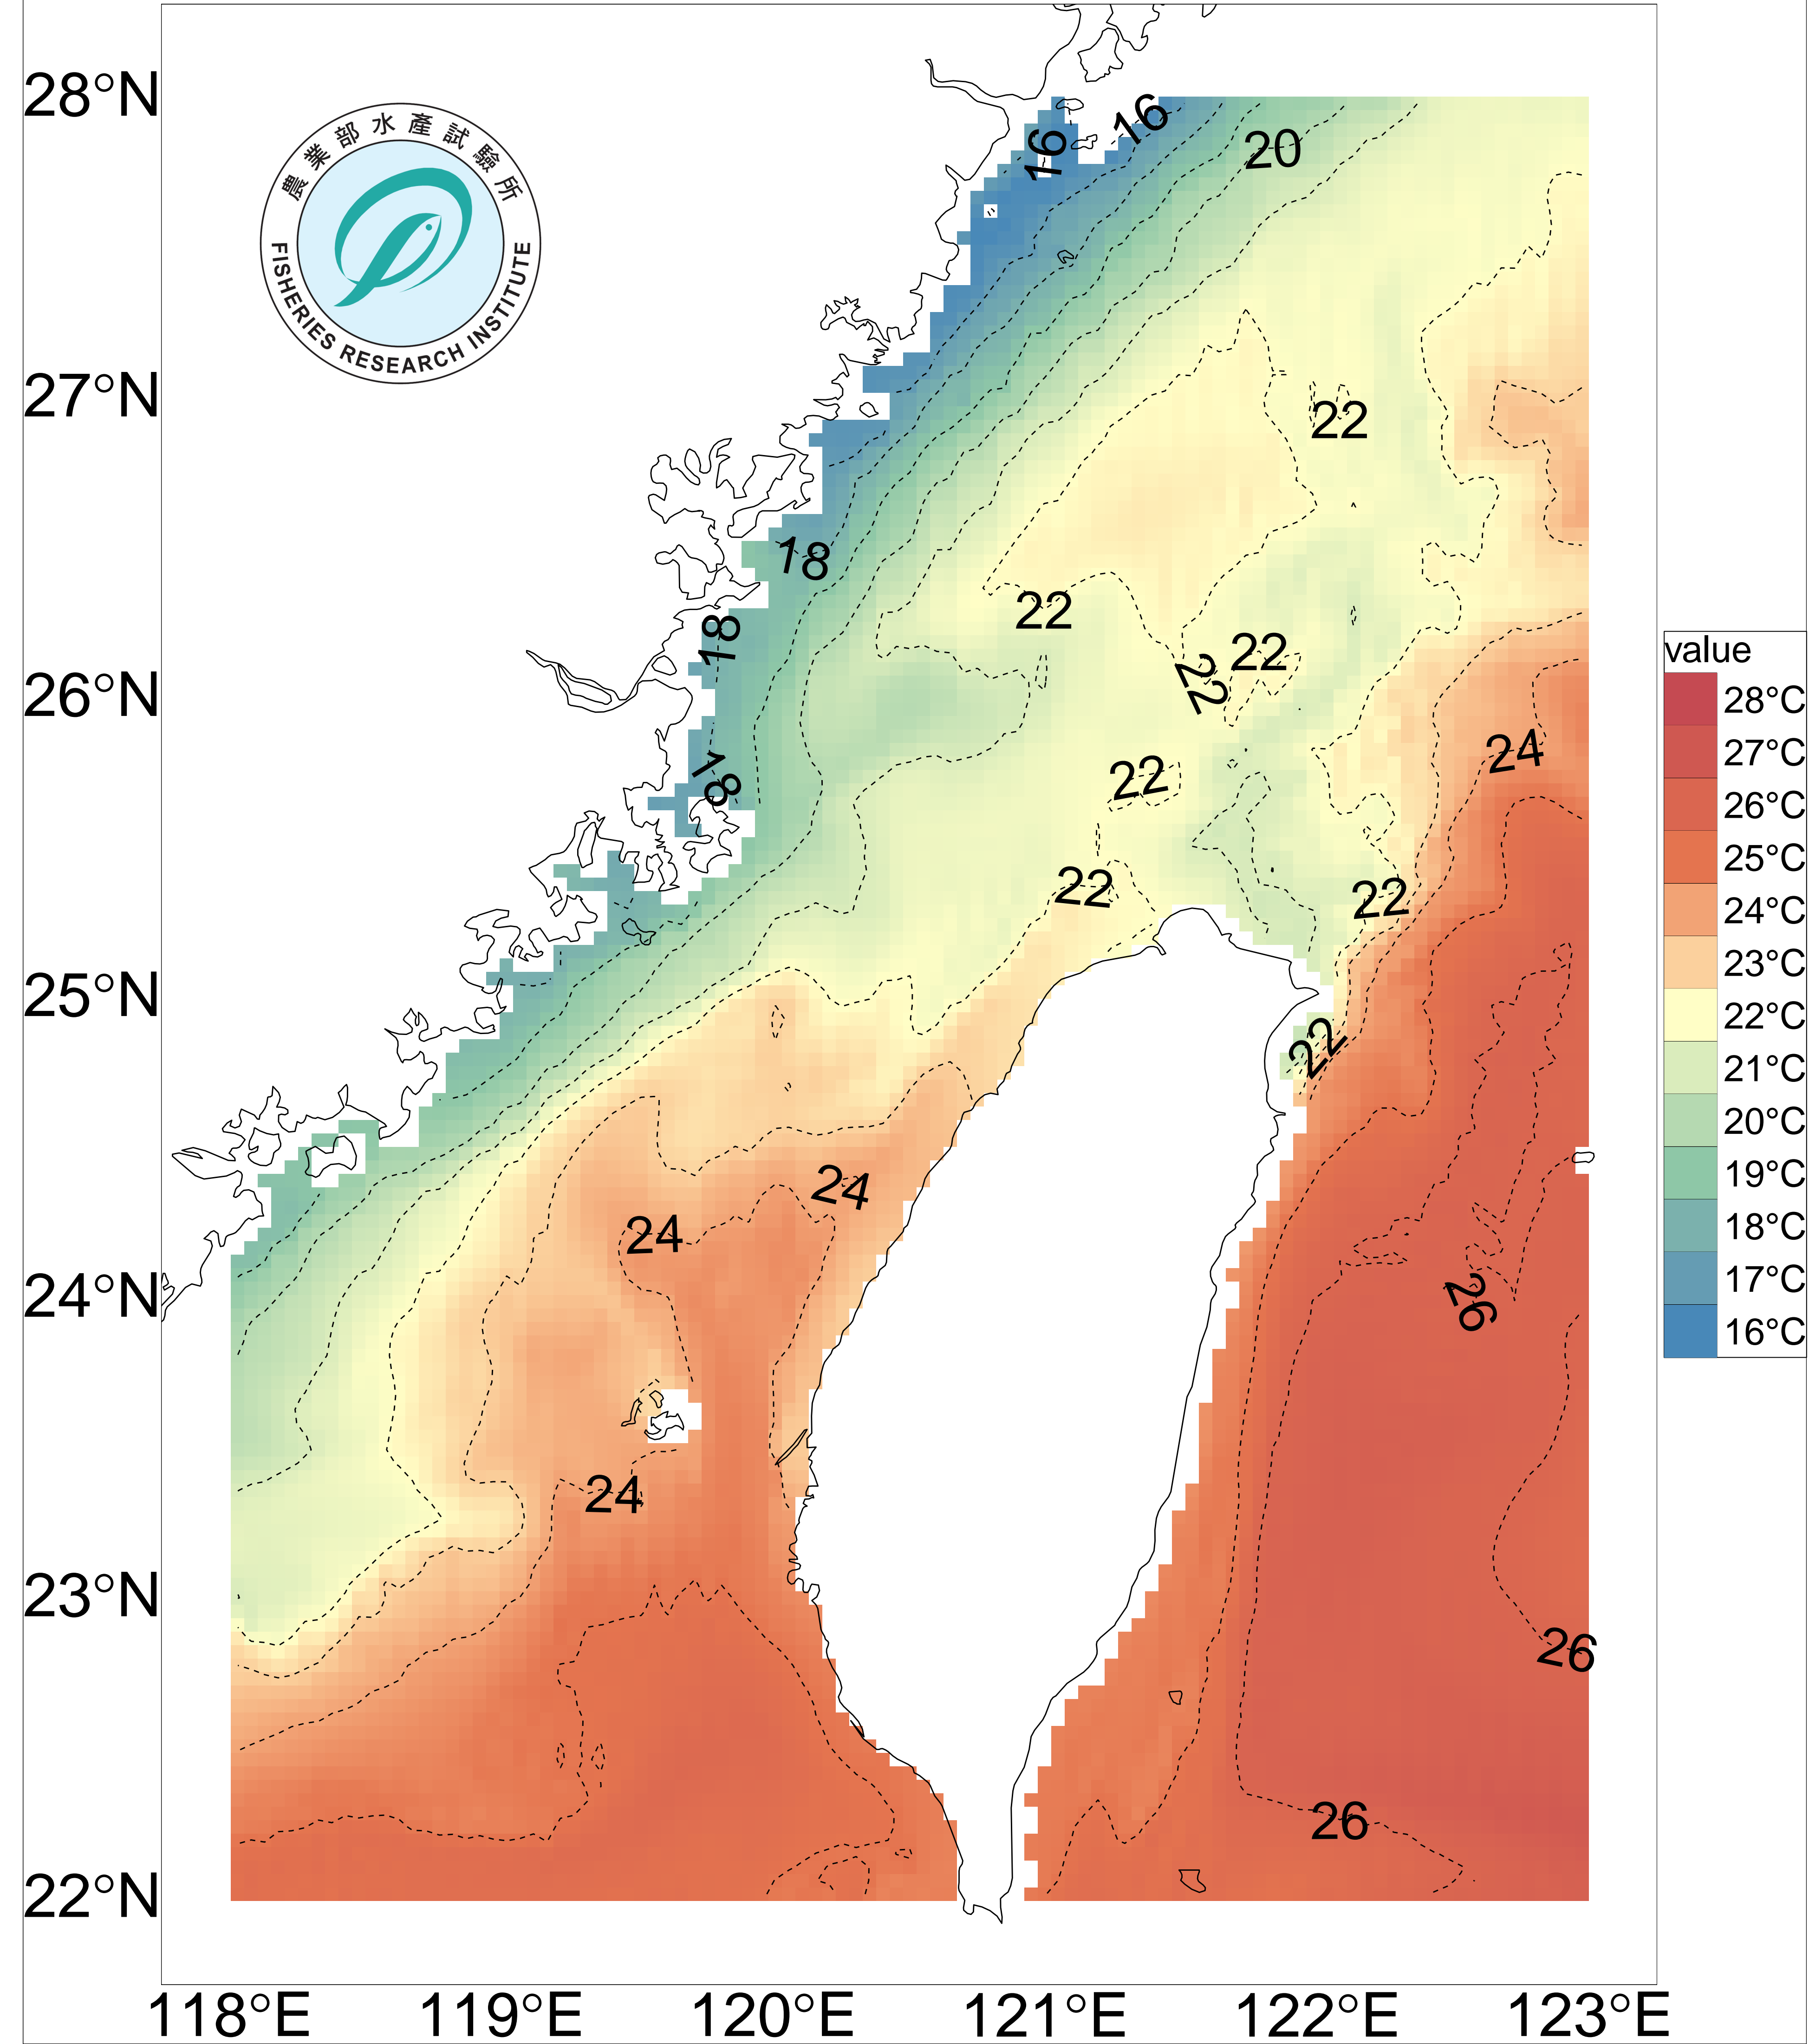 農業部水產試驗所
FISHERIES RESEARCH INSTITUTE
28°N
27°N
26°N
25°N
24°N
23°N
22°N
118°E
119°E
120°E
121°E
122°E
123°E
16
16
20
22
18
22
18
22
22
24
18
22
22
22
22
24
24
26
24
26
26
value
28°C
27°C
26°C
25°C
24°C
23°C
22°C
21°C
20°C
19°C
18°C
17°C
16°C